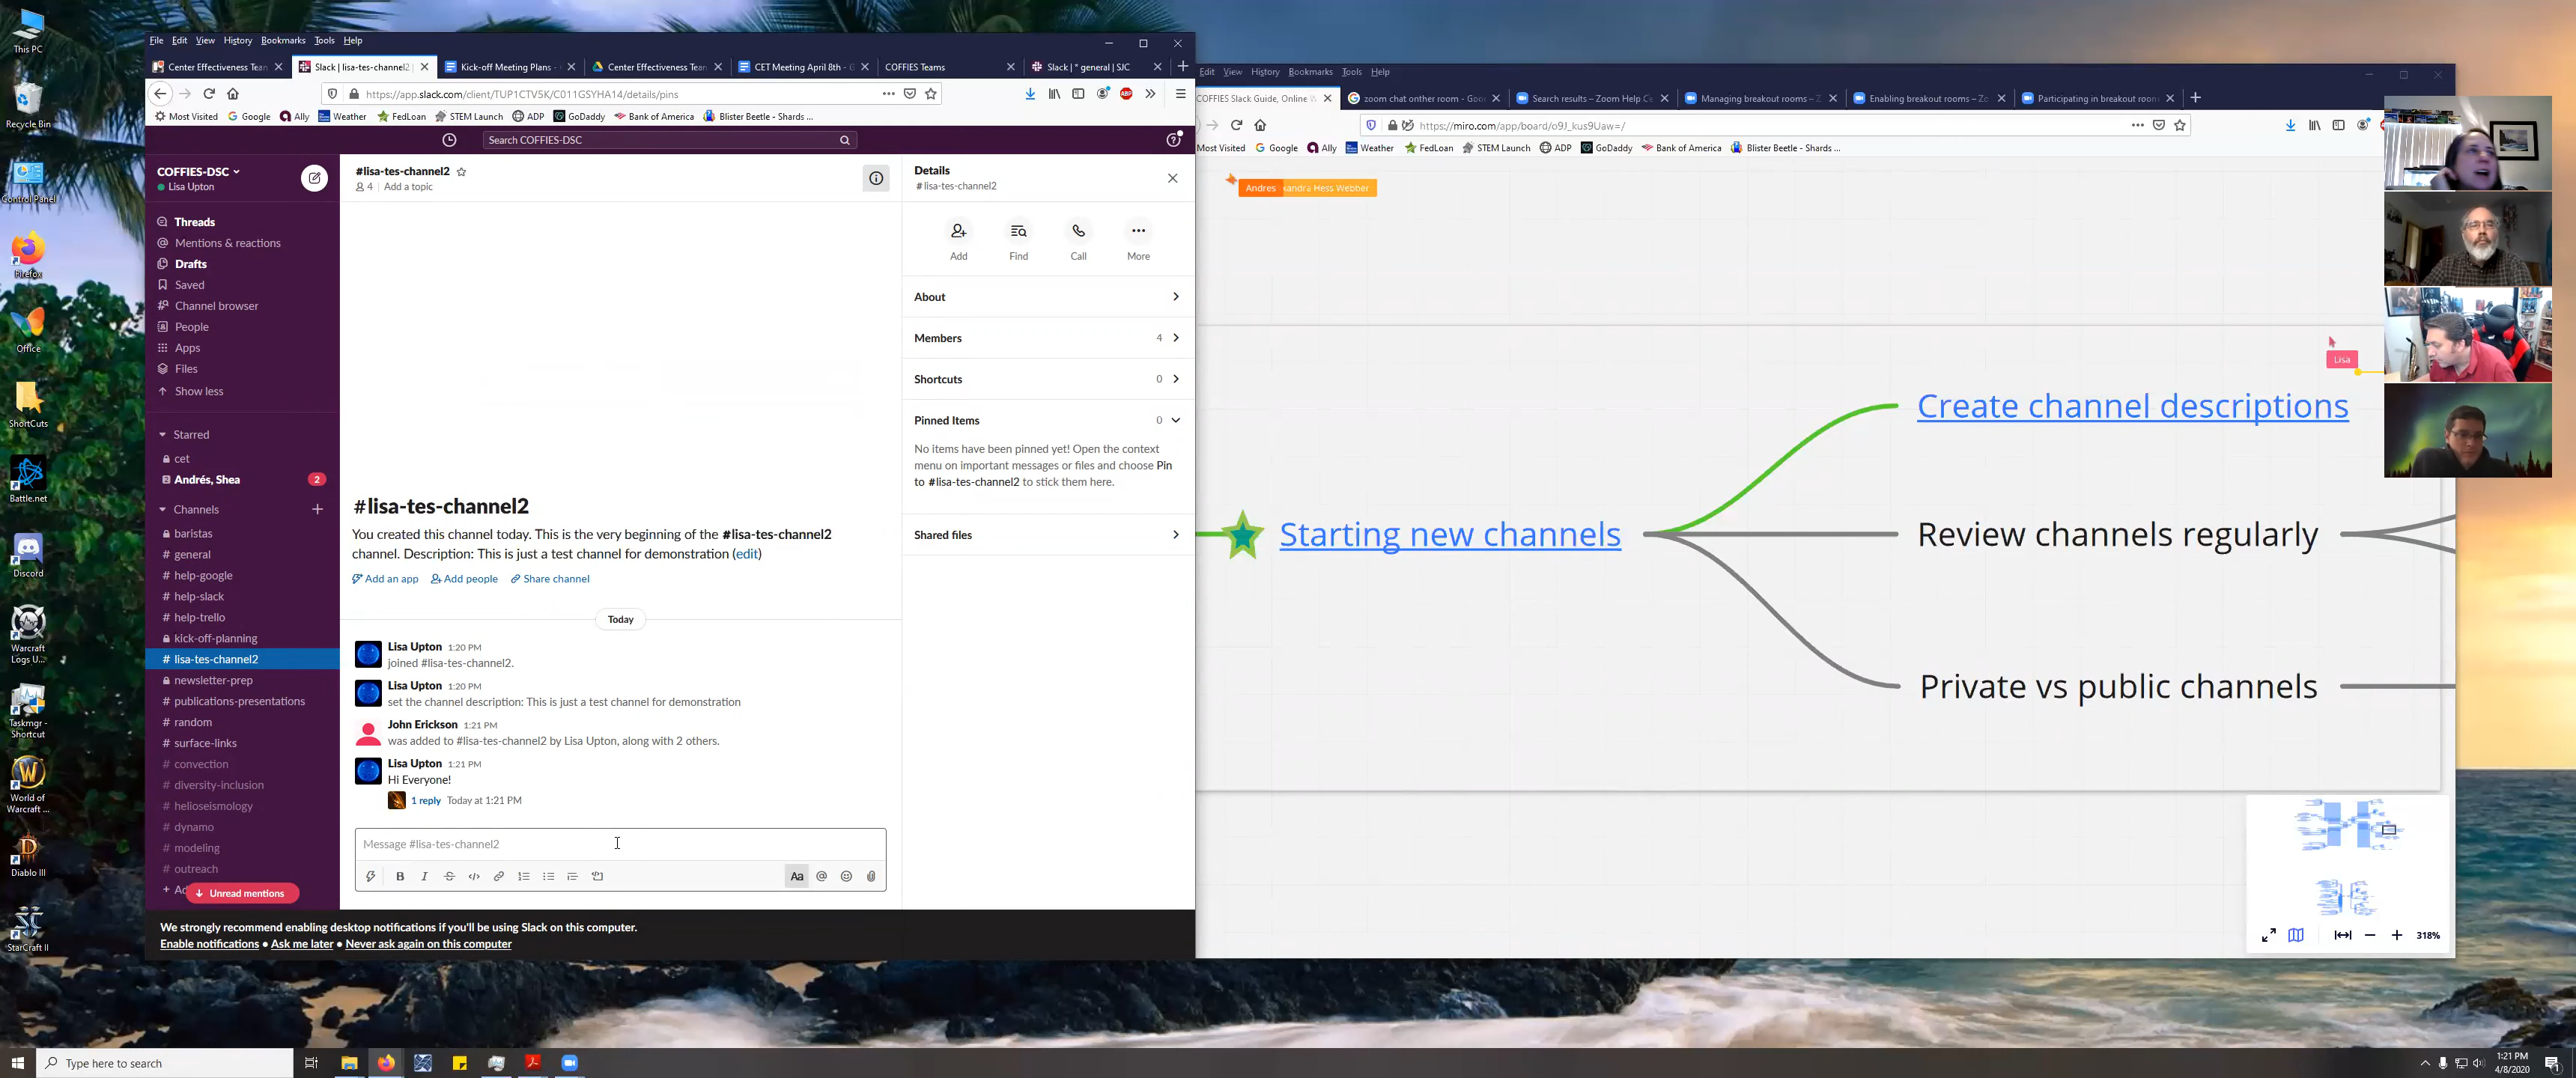 This PC
Recycle Bin
Control Panel
Firefox
Office
ShortCuts
Battle.net
Discord
Warcraft
Logs U...
Taskmgr -
Shortcut
World of
Warcraft ...
Diablo III
StarCraft II
File Edit View History Bookmarks Tools Help
Center Effectiveness Tean
Slack | lisa-tes-channel2 |
Kick-off Meeting Plans -
Center Effectiveness Tean
CET Meeting April 8th - G
COFFIES Teams
Slack | * general | SJC
https://app.slack.com/client/TUP1CTV5K/C011GSYHA14/details/pins
Most Visited Google Ally Weather FedLoan STEM Launch ADP GoDaddy Bank of America Blister Beetle - Shards ...
Search COFFIES-DSC
COFFIES-DSC
Lisa Upton
Threads
Mentions & reactions
Drafts
Saved
Channel browser
People
Apps
Files
Show less
Starred
cet
Andrés, Shea 2
Channels
# baristas
# general
# help-google
# help-slack
# help-trello
kick-off-planning
# lisa-tes-channel2
newsletter-prep
# publications-presentations
# random
# surface-links
# convection
# diversity-inclusion
# helioseismology
# dynamo
# modeling
# outreach
+ Ad
Unread mentions
#lisa-tes-channel2
4 | Add a topic
#lisa-tes-channel2
You created this channel today. This is the very beginning of the #lisa-tes-channel2
channel. Description: This is just a test channel for demonstration (edit)
Add an app Add people Share channel
Today
Lisa Upton 1:20 PM
joined #lisa-tes-channel2.
Lisa Upton 1:20 PM
set the channel description: This is just a test channel for demonstration
John Erickson 1:21 PM
was added to #lisa-tes-channel2 by Lisa Upton, along with 2 others.
Lisa Upton 1:21 PM
Hi Everyone!
1 reply Today at 1:21 PM
Message #lisa-tes-channel2
B I S Aa
Details
#lisa-tes-channel2
Add Find Call More
About
Members 4
Shortcuts 0
Pinned Items 0
No items have been pinned yet! Open the context
menu on important messages or files and choose Pin
to #lisa-tes-channel2 to stick them here.
Shared files
We strongly recommend enabling desktop notifications if you'll be using Slack on this computer.
Enable notifications • Ask me later • Never ask again on this computer
Edit View History Bookmarks Tools Help
COFFIES Slack Guide, Online W
zoom chat onther room - Goog
Search results – Zoom Help Ce
Managing breakout rooms – Z
Enabling breakout rooms – Zo
Participating in breakout room
https://miro.com/app/board/o9J_kus9Uaw=/
Most Visited Google Ally Weather FedLoan STEM Launch ADP GoDaddy Bank of America Blister Beetle - Shards ...
Andres
xandra Hess Webber
Lisa
Create channel descriptions
Starting new channels
Review channels regularly
Private vs public channels
318%
Type here to search
1:21 PM
4/8/2020